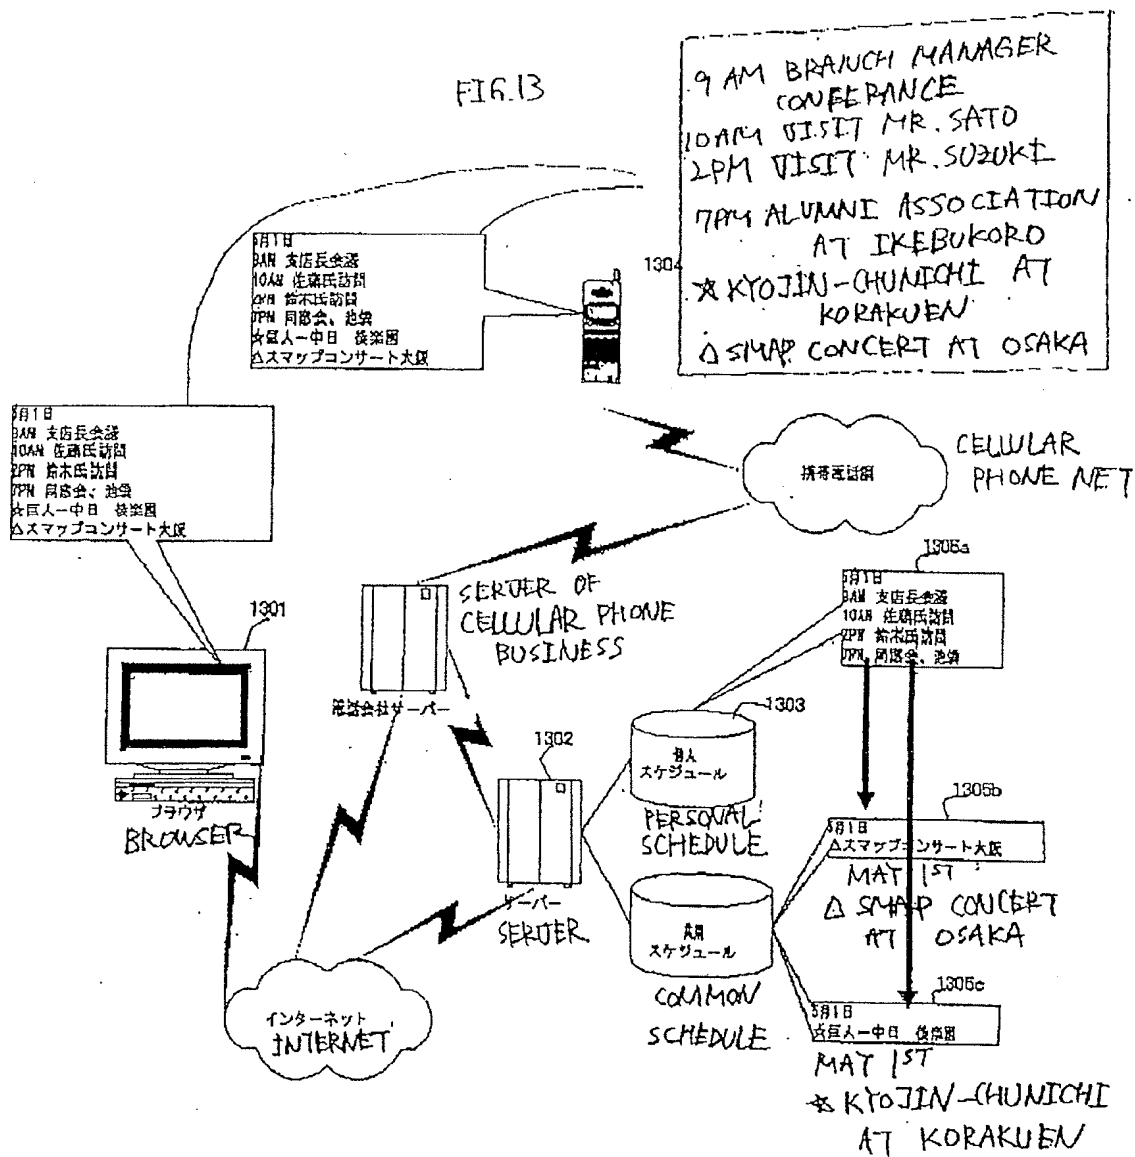 FIG.13
9 AM BRANCH MANAGER
CONFERANCE
10AM VISIT MR. SATO
2PM VISIT MR. SUZUKI
7PM ALUMNI ASSOCIATION
AT IKEBUKORO
☆ KYOJIN-CHUNICHI AT
KORAKUEN
△ SMAP CONCERT AT OSAKA
5月1日
9AM 支店長会議
10AM 佐藤氏訪問
2PM 鈴木氏訪問
7PM 同窓会、池袋
☆巨人一中日 後楽園
△スマップコンサート大阪
1304
5月1日
9AM 支店長会議
10AM 佐藤氏訪問
2PM 鈴木氏訪問
7PM 同窓会、池袋
☆巨人一中日 後楽園
△スマップコンサート大阪
携帯電話網
CELLULAR
PHONE NET
1301
ブラウザ
BROWSER
SERVER OF
CELLULAR PHONE
BUSINESS
電話会社サーバー
1305a
5月1日
9AM 支店長会議
10AM 佐藤氏訪問
2PM 鈴木氏訪問
7PM 同窓会、池袋
1302
サーバー
SERVER
1303
個人
スケジュール
PERSONAL
SCHEDULE
共用
スケジュール
COMMON
SCHEDULE
1305b
5月1日
△スマップコンサート大阪
MAY 1ST
△ SMAP CONCERT
AT OSAKA
1305c
5月1日
☆巨人一中日 後楽園
MAY 1ST
☆ KYOJIN-CHUNICHI
AT KORAKUEN
インターネット
INTERNET